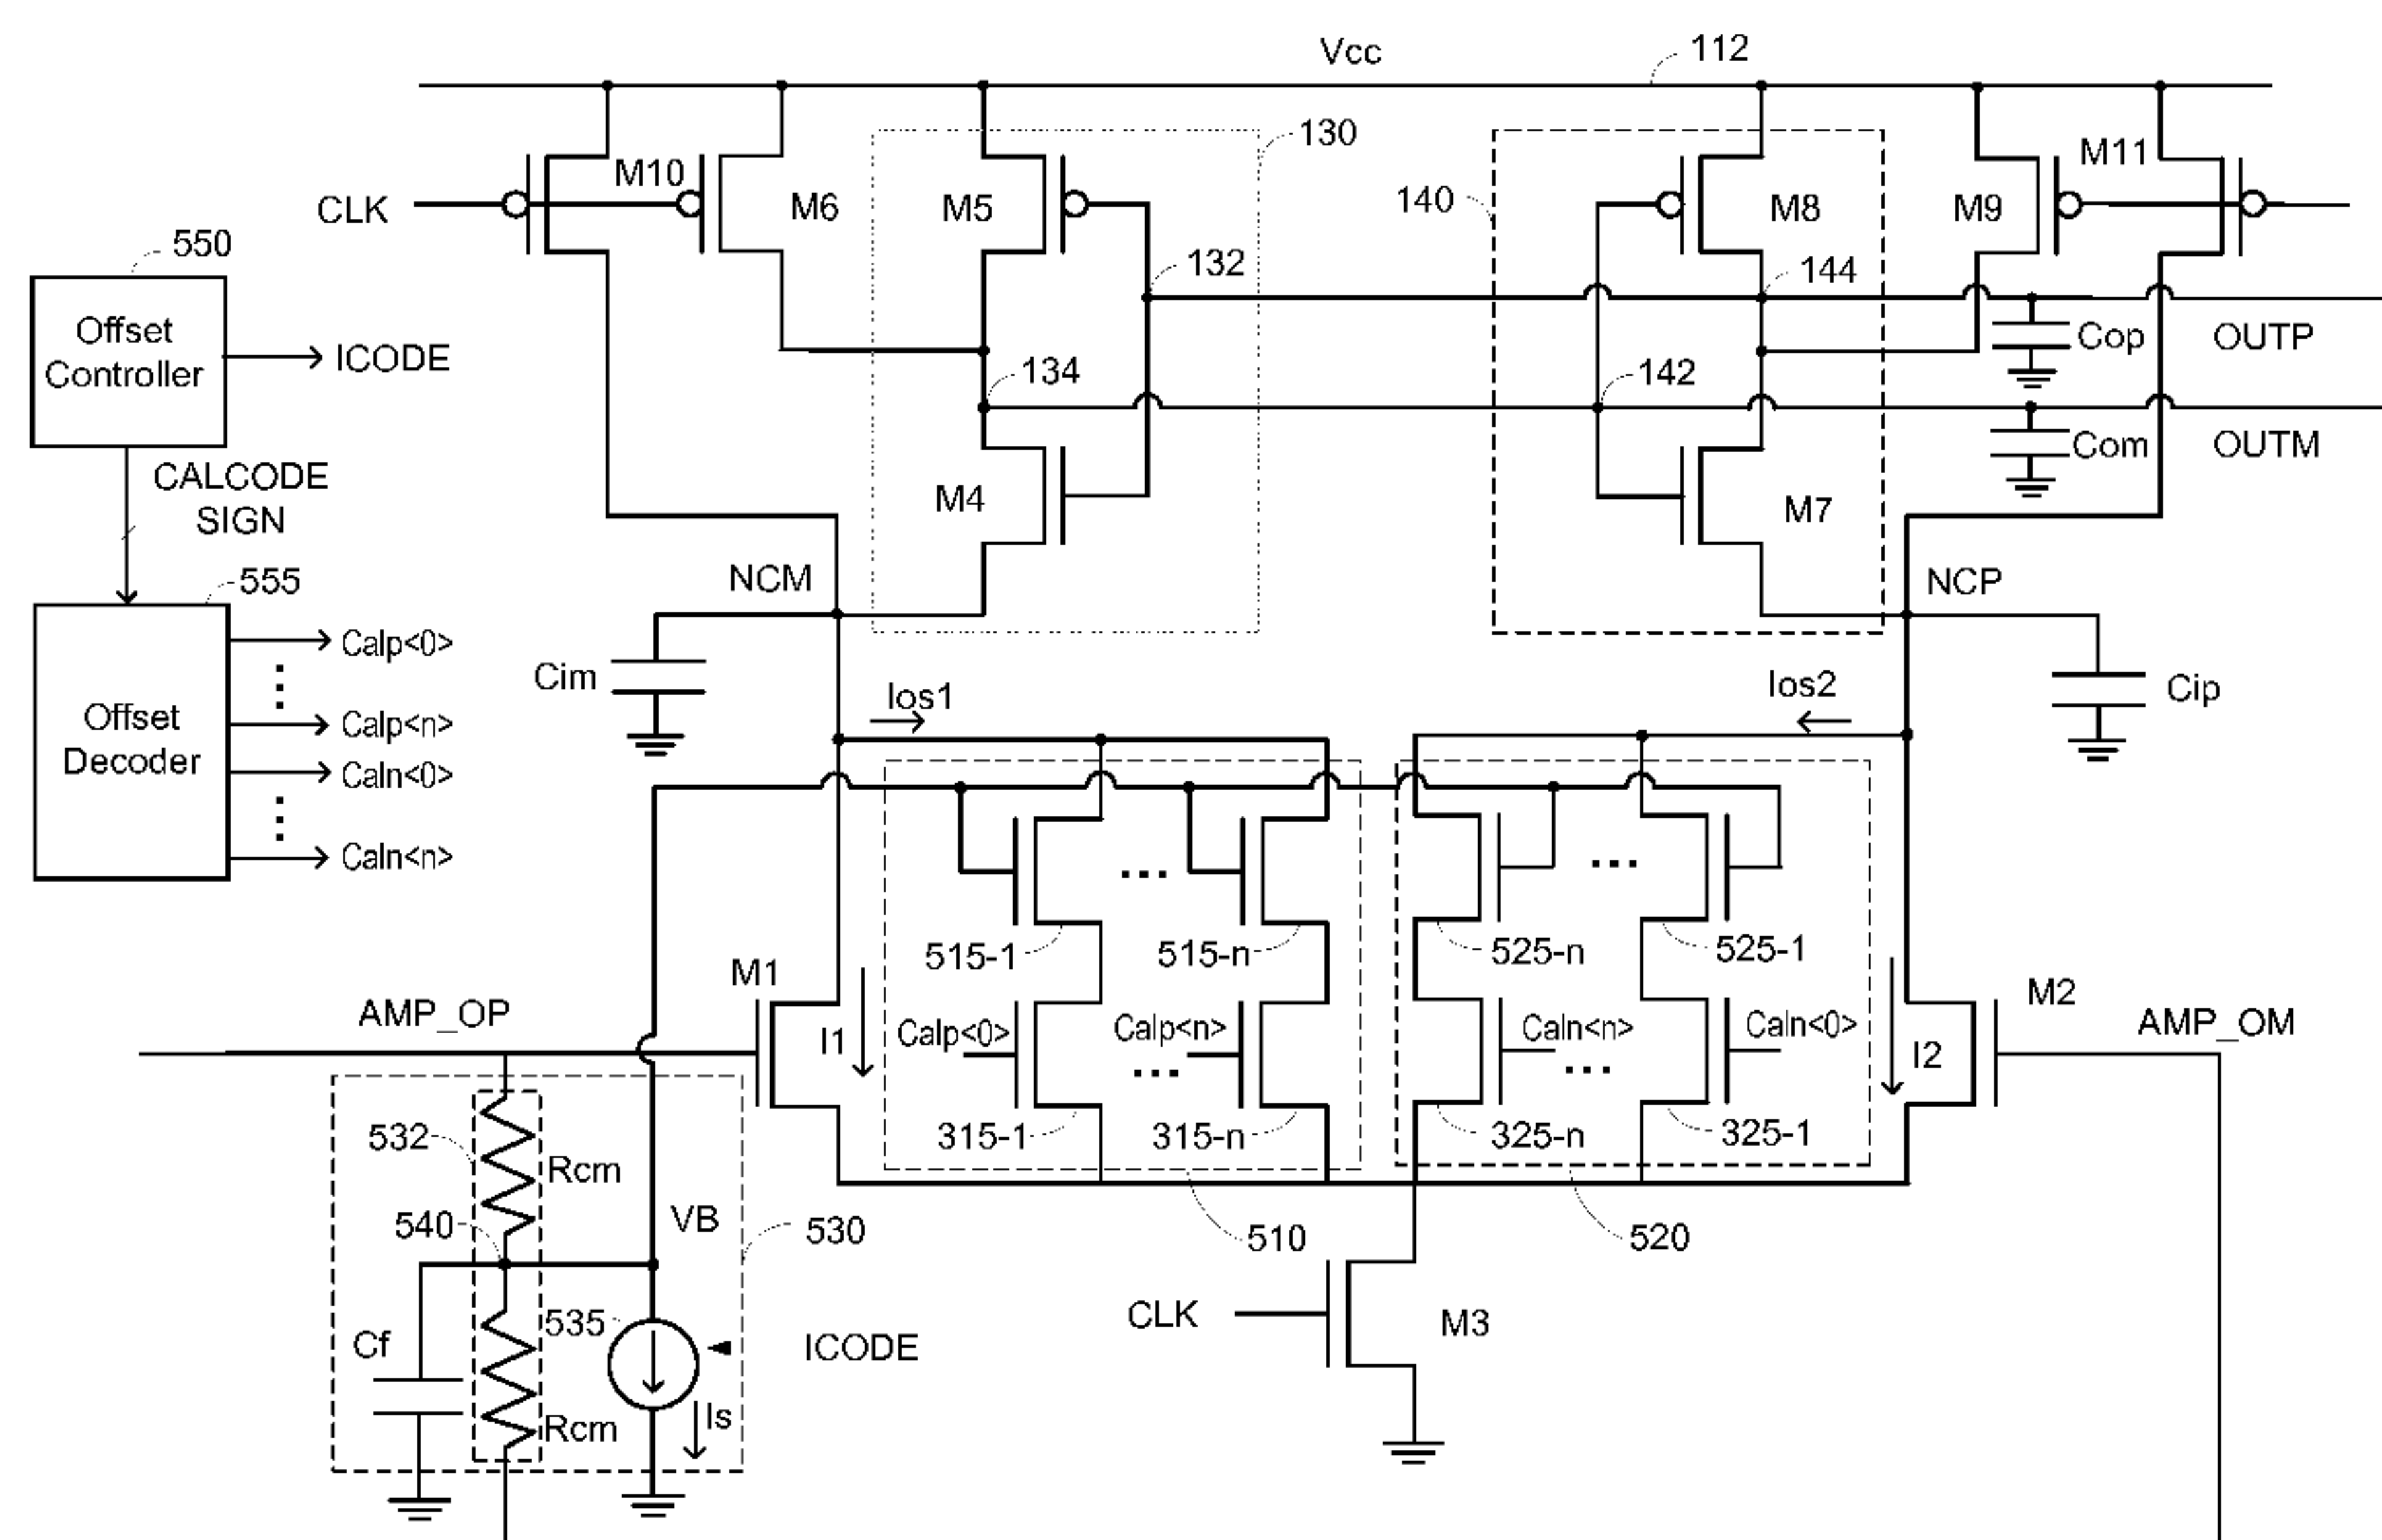 Vcc
112
130
M10
M11
CLK
M6
M5
140
M8
M9
550
132
144
Offset
Controller
ICODE
Cop
OUTP
134
142
Com
OUTM
CALCODE
SIGN
M4
M7
555
NCM
NCP
Calp<0>
Cim
Ios1
Ios2
Cip
Offset
Decoder
Calp<n>
Caln<0>
Caln<n>
515-1
515-n
525-n
525-1
M1
M2
AMP_OP
AMP_OM
I1
Calp<0>
Calp<n>
Caln<n>
Caln<0>
I2
532
Rcm
315-1
315-n
325-n
325-1
540
VB
530
510
520
535
CLK
M3
Cf
ICODE
Is
Rcm